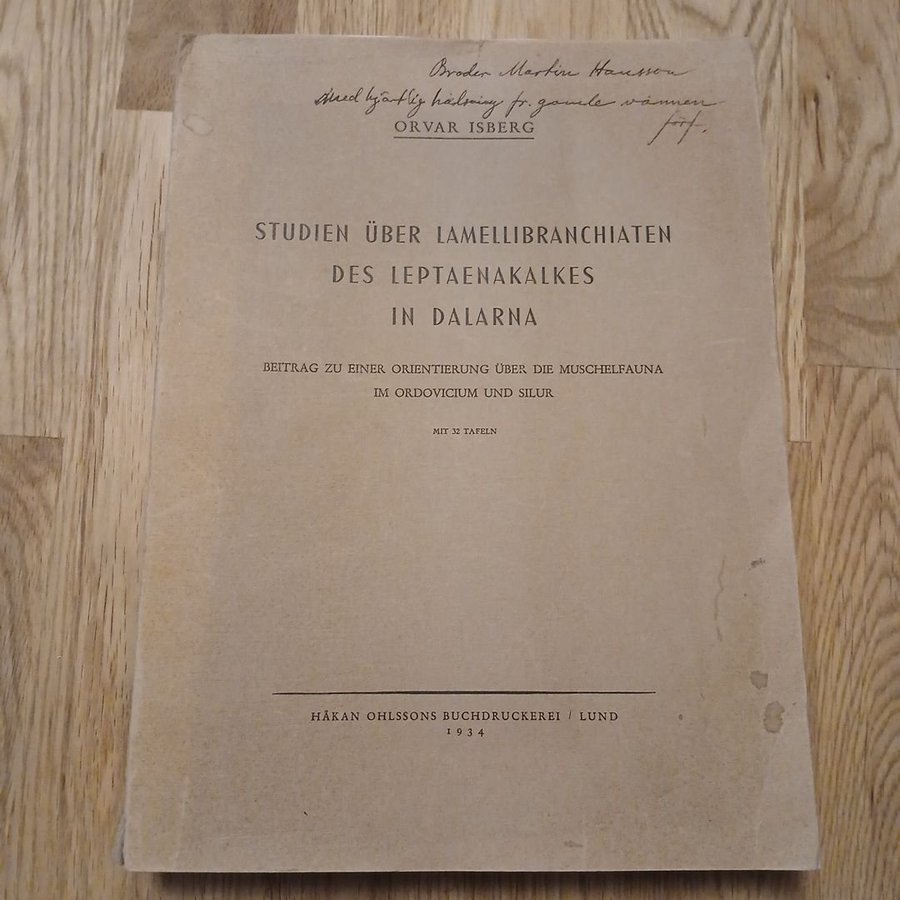 Broder Martin Hansson
med hjärtlig hälsning fr. gamle vännen
förf.
ORVAR ISBERG
STUDIEN ÜBER LAMELLIBRANCHIATEN
DES LEPTAENAKALKES
IN DALARNA
BEITRAG ZU EINER ORIENTIERUNG ÜBER DIE MUSCHELFAUNA
IM ORDOVICIUM UND SILUR
MIT 32 TAFELN
HÅKAN OHLSSONS BUCHDRUCKEREI / LUND
1934